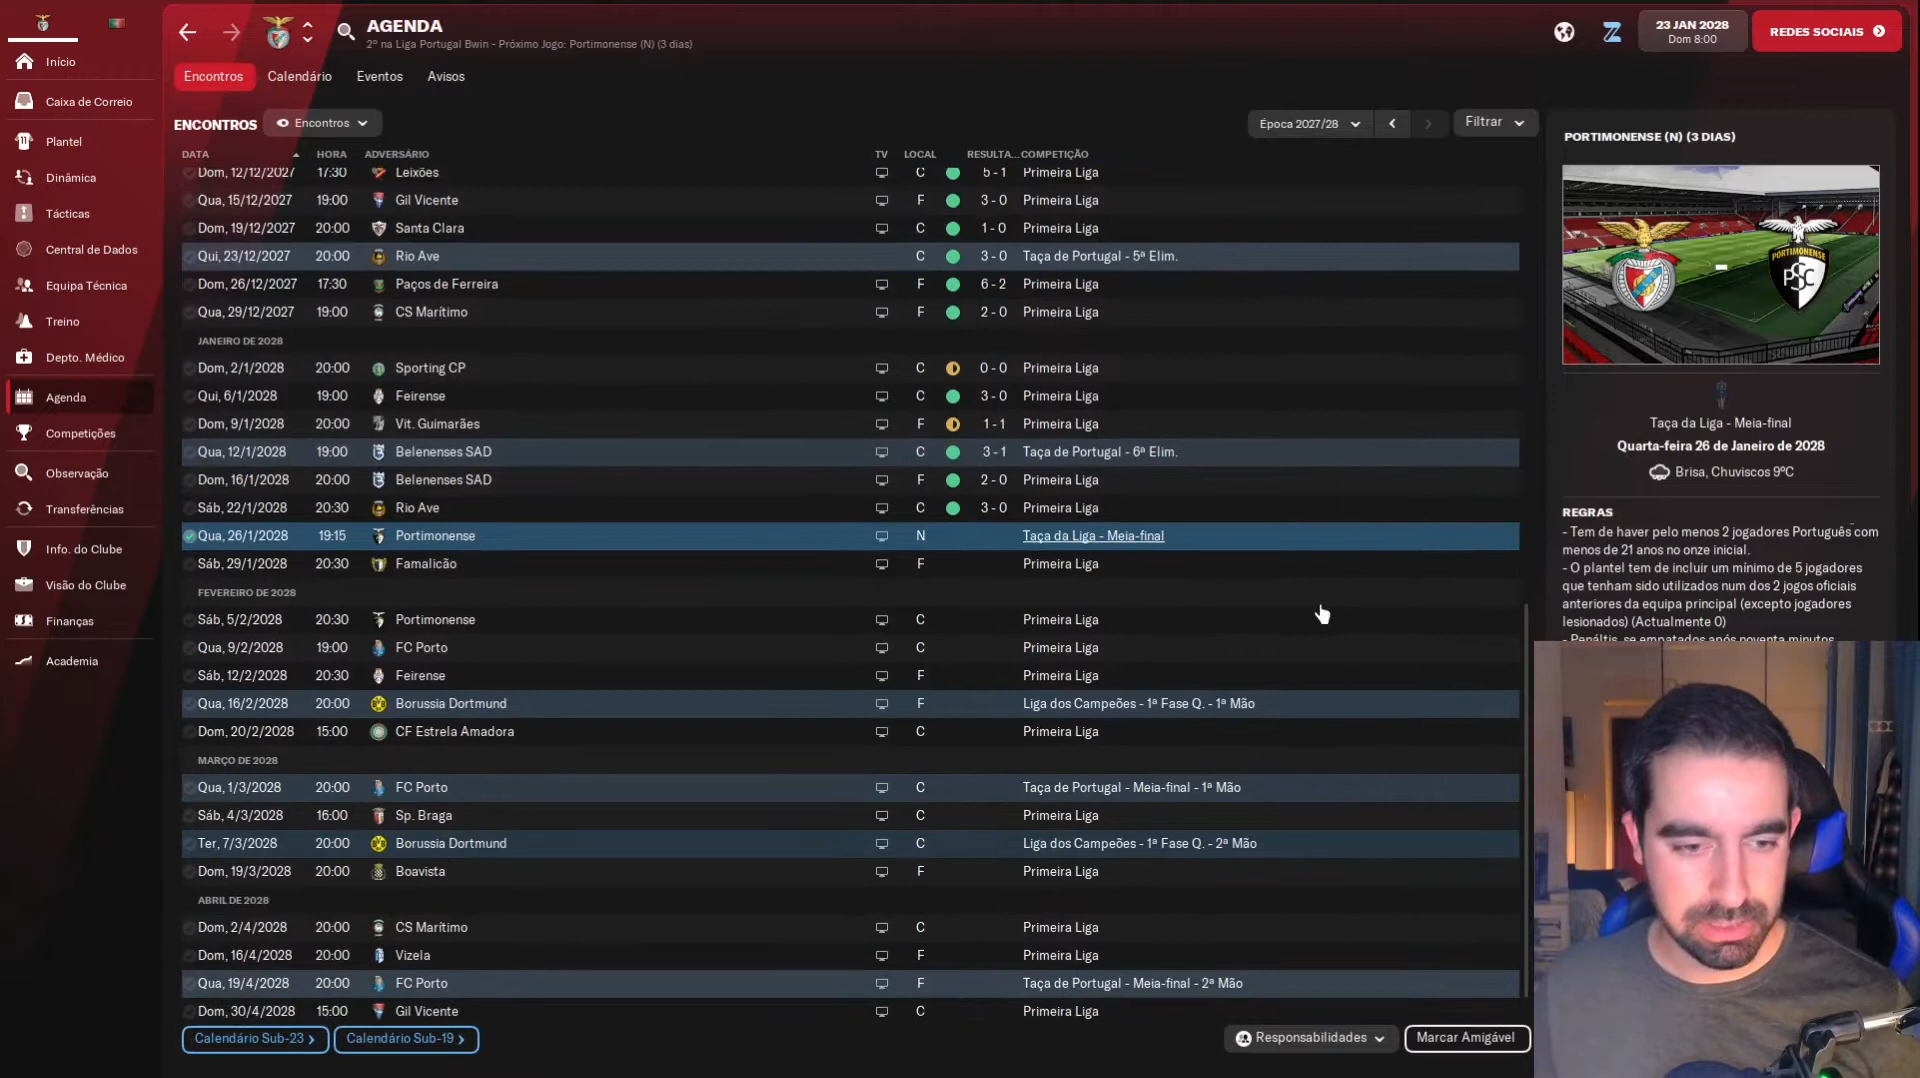 AGENDA
2º na Liga Portugal Bwin - Próximo Jogo: Portimonense (N) (3 dias)
23 JAN 2028
Dom 8:00
REDES SOCIAIS
Início
Caixa de Correio
Plantel
Dinâmica
Tácticas
Central de Dados
Equipa Técnica
Treino
Depto. Médico
Agenda
Competições
Observação
Transferências
Info. do Clube
Visão do Clube
Finanças
Academia
Encontros Calendário Eventos Avisos
ENCONTROS Encontros Época 2027/28 Filtrar
DATA HORA ADVERSÁRIO TV LOCAL RESULTA... COMPETIÇÃO
Dom, 12/12/2027 17:30 Leixões C 5 - 1 Primeira Liga
Qua, 15/12/2027 19:00 Gil Vicente F 3 - 0 Primeira Liga
Dom, 19/12/2027 20:00 Santa Clara C 1 - 0 Primeira Liga
Qui, 23/12/2027 20:00 Rio Ave C 3 - 0 Taça de Portugal - 5ª Elim.
Dom, 26/12/2027 17:30 Paços de Ferreira F 6 - 2 Primeira Liga
Qua, 29/12/2027 19:00 CS Marítimo F 2 - 0 Primeira Liga
JANEIRO DE 2028
Dom, 2/1/2028 20:00 Sporting CP C 0 - 0 Primeira Liga
Qui, 6/1/2028 19:00 Feirense C 3 - 0 Primeira Liga
Dom, 9/1/2028 20:00 Vit. Guimarães F 1 - 1 Primeira Liga
Qua, 12/1/2028 19:00 Belenenses SAD C 3 - 1 Taça de Portugal - 6ª Elim.
Dom, 16/1/2028 20:00 Belenenses SAD F 2 - 0 Primeira Liga
Sáb, 22/1/2028 20:30 Rio Ave C 3 - 0 Primeira Liga
Qua, 26/1/2028 19:15 Portimonense N Taça da Liga - Meia-final
Sáb, 29/1/2028 20:30 Famalicão F Primeira Liga
FEVEREIRO DE 2028
Sáb, 5/2/2028 20:30 Portimonense C Primeira Liga
Qua, 9/2/2028 19:00 FC Porto C Primeira Liga
Sáb, 12/2/2028 20:30 Feirense F Primeira Liga
Qua, 16/2/2028 20:00 Borussia Dortmund F Liga dos Campeões - 1ª Fase Q. - 1ª Mão
Dom, 20/2/2028 15:00 CF Estrela Amadora C Primeira Liga
MARÇO DE 2028
Qua, 1/3/2028 20:00 FC Porto C Taça de Portugal - Meia-final - 1ª Mão
Sáb, 4/3/2028 16:00 Sp. Braga C Primeira Liga
Ter, 7/3/2028 20:00 Borussia Dortmund C Liga dos Campeões - 1ª Fase Q. - 2ª Mão
Dom, 19/3/2028 20:00 Boavista F Primeira Liga
ABRIL DE 2028
Dom, 2/4/2028 20:00 CS Marítimo C Primeira Liga
Dom, 16/4/2028 20:00 Vizela F Primeira Liga
Qua, 19/4/2028 20:00 FC Porto F Taça de Portugal - Meia-final - 2ª Mão
Dom, 30/4/2028 15:00 Gil Vicente C Primeira Liga
Calendário Sub-23 Calendário Sub-19 Responsabilidades Marcar Amigável
PORTIMONENSE (N) (3 DIAS)
PORTIMONENSE
Taça da Liga - Meia-final
Quarta-feira 26 de Janeiro de 2028
Brisa, Chuviscos 9ºC
REGRAS
- Tem de haver pelo menos 2 jogadores Português com
menos de 21 anos no onze inicial.
- O plantel tem de incluir um mínimo de 5 jogadores
que tenham sido utilizados num dos 2 jogos oficiais
anteriores da equipa principal (excepto jogadores
lesionados) (Actualmente 0)
- Penáltis, se empatados após noventa minutos